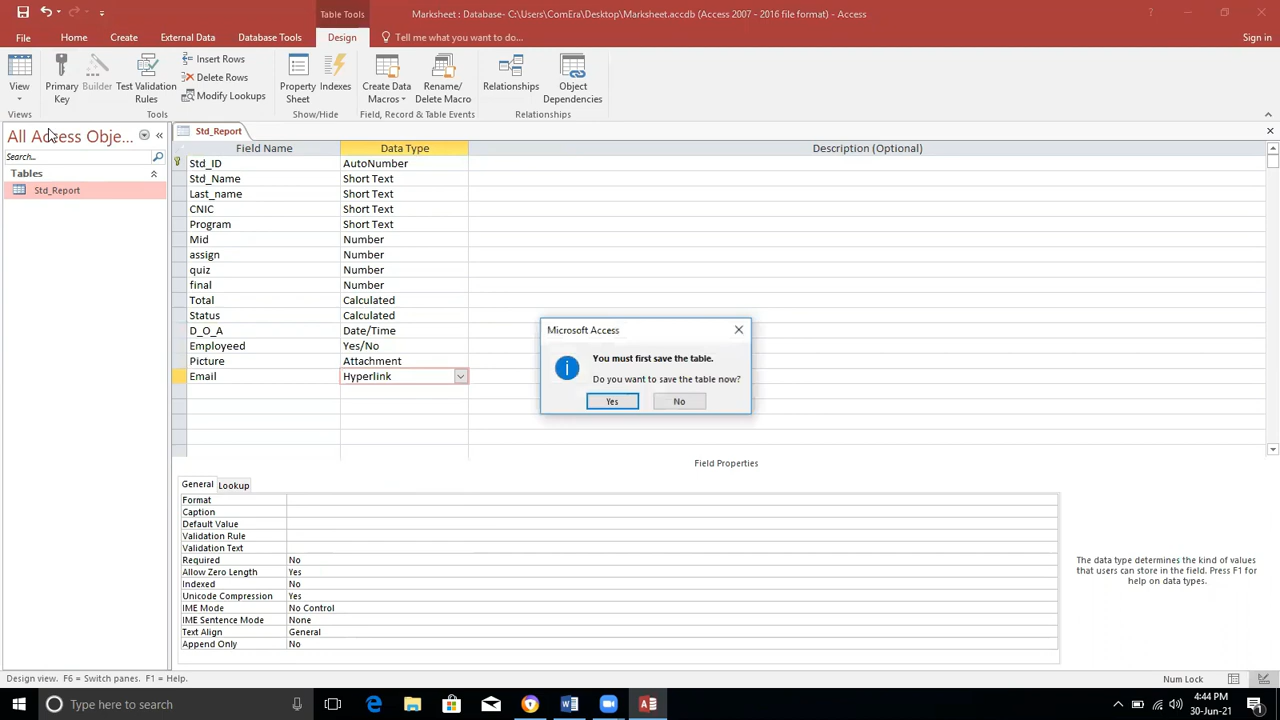 Table Tools
Marksheet : Database- C:\Users\ComEra\Desktop\Marksheet.accdb (Access 2007 - 2016 file format) - Access
File
Home
Create
External Data
Database Tools
Design
Tell me what you want to do...
Sign in
View
Primary Key
Builder
Test Validation Rules
Insert Rows
Delete Rows
Modify Lookups
Property Sheet
Indexes
Create Data Macros
Rename/ Delete Macro
Relationships
Object Dependencies
Views
Tools
Show/Hide
Field, Record & Table Events
Relationships
All Access Obje...
Search...
Tables
Std_Report
Std_Report
Field Name Data Type Description (Optional)
Std_ID AutoNumber
Std_Name Short Text
Last_name Short Text
CNIC Short Text
Program Short Text
Mid Number
assign Number
quiz Number
final Number
Total Calculated
Status Calculated
D_O_A Date/Time
Employeed Yes/No
Picture Attachment
Email Hyperlink
Microsoft Access
You must first save the table.
Do you want to save the table now?
Yes No
Field Properties
General Lookup
Format
Caption
Default Value
Validation Rule
Validation Text
Required No
Allow Zero Length Yes
Indexed No
Unicode Compression Yes
IME Mode No Control
IME Sentence Mode None
Text Align General
Append Only No
The data type determines the kind of values
that users can store in the field. Press F1 for
help on data types.
Design view. F6 = Switch panes. F1 = Help.
Num Lock
Type here to search
4:44 PM
30-Jun-21